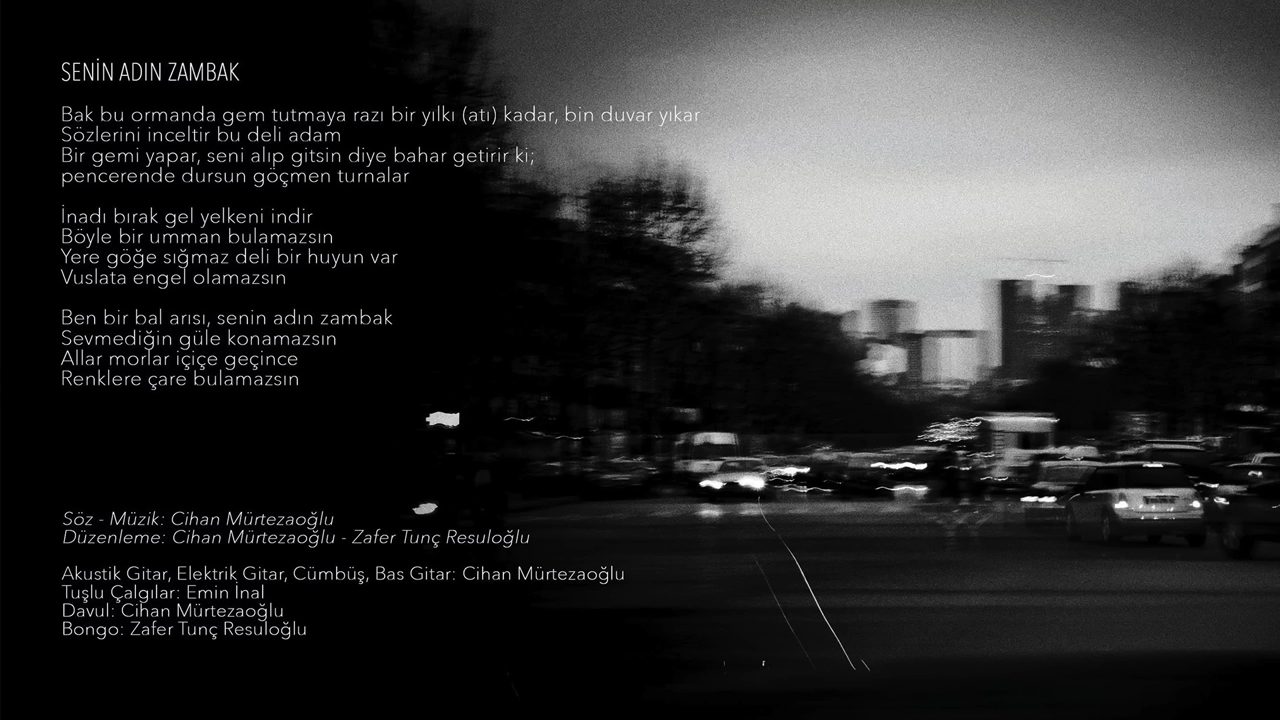 SENİN ADIN ZAMBAK
Bak bu ormanda gem tutmaya razı bir yılkı (atı) kadar, bin duvar yıkar
Sözlerini inceltir bu deli adam
Bir gemi yapar, seni alıp gitsin diye bahar getirir ki;
pencerende dursun göçmen turnalar
İnadı bırak gel yelkeni indir
Böyle bir umman bulamazsın
Yere göğe sığmaz deli bir huyun var
Vuslata engel olamazsın
Ben bir bal arısı, senin adın zambak
Sevmediğin güle konamazsın
Allar morlar içiçe geçince
Renklere çare bulamazsın
Söz - Müzik: Cihan Mürtezaoğlu
Düzenleme: Cihan Mürtezaoğlu - Zafer Tunç Resuloğlu
Akustik Gitar, Elektrik Gitar, Cümbüş, Bas Gitar: Cihan Mürtezaoğlu
Tuşlu Çalgılar: Emin İnal
Davul: Cihan Mürtezaoğlu
Bongo: Zafer Tunç Resuloğlu